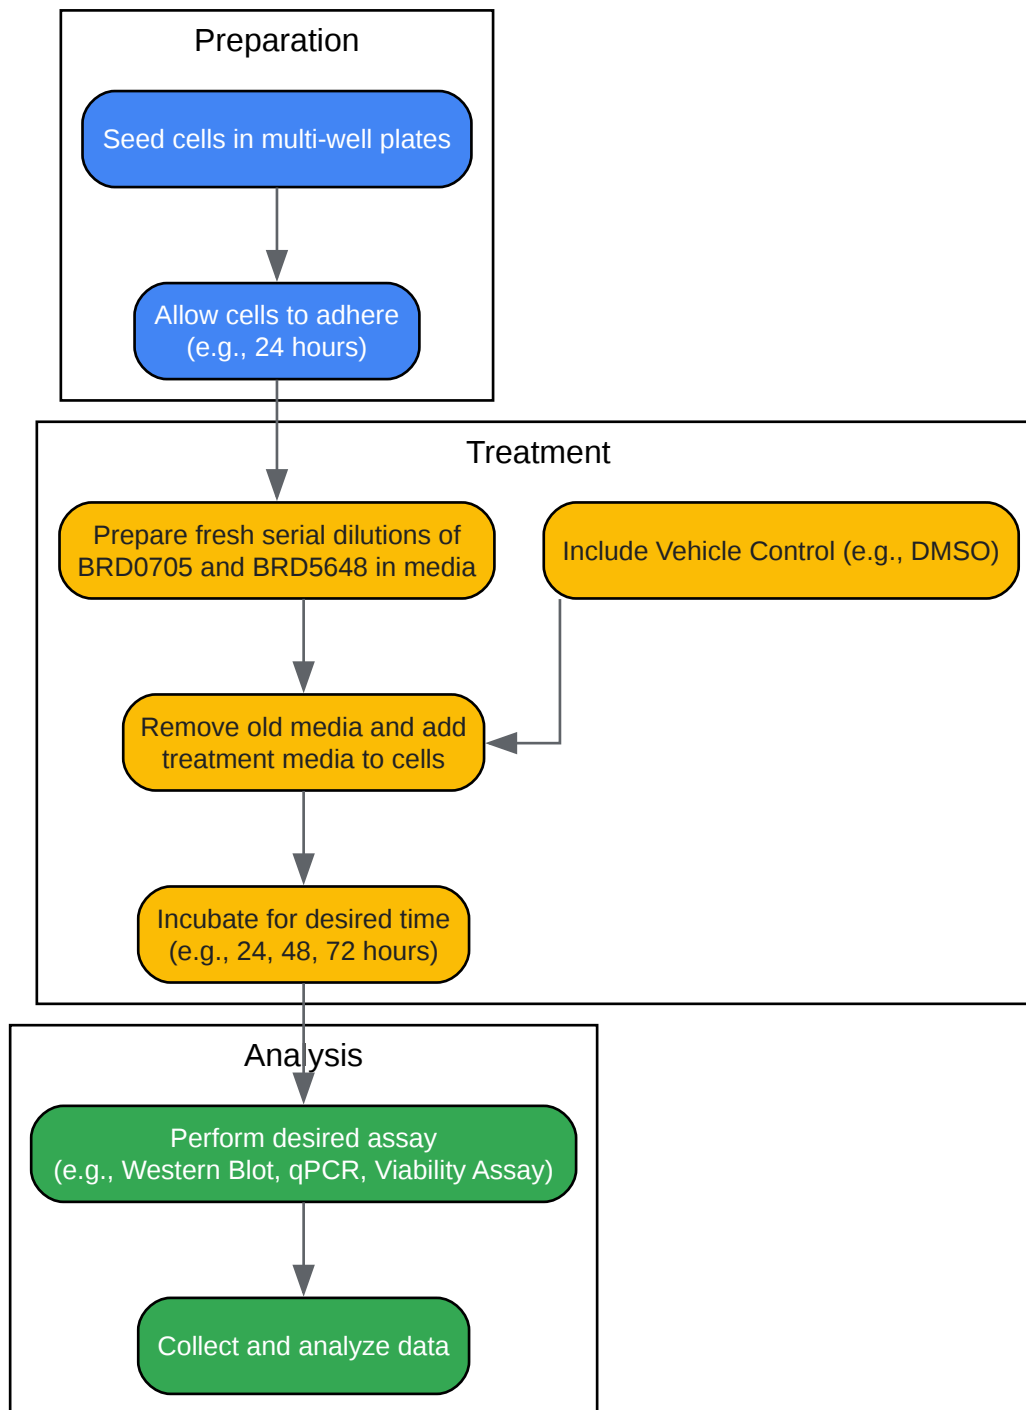 Preparation
Seed cells in multi-well plates
Allow cells to adhere
(e.g., 24 hours)
Treatment
Prepare fresh serial dilutions of
BRD0705 and BRD5648 in media
Include Vehicle Control (e.g., DMSO)
Remove old media and add
treatment media to cells
Incubate for desired time
(e.g., 24, 48, 72 hours)
Analysis
Perform desired assay
(e.g., Western Blot, qPCR, Viability Assay)
Collect and analyze data